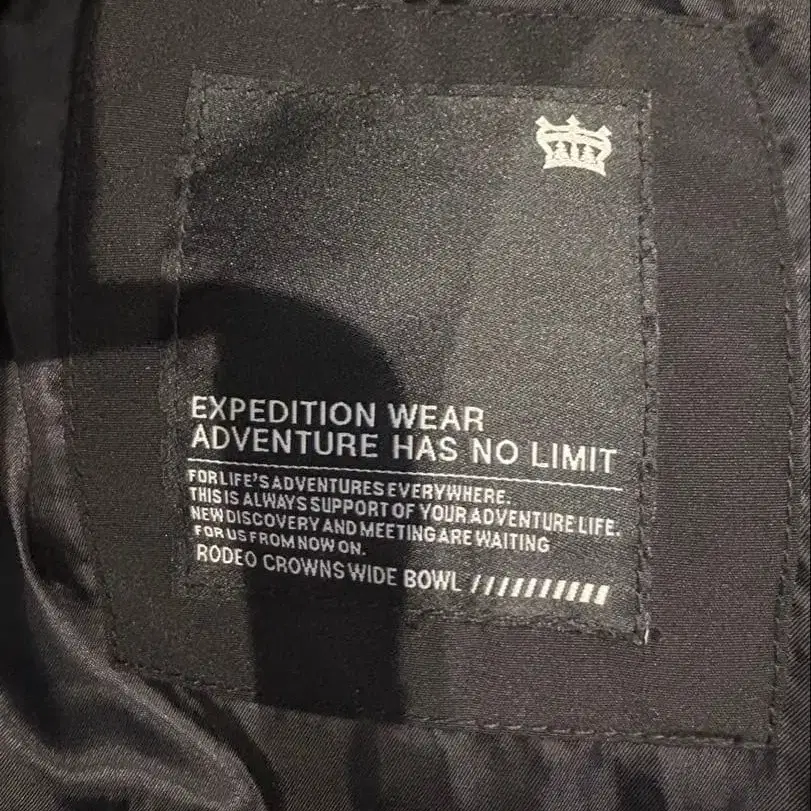 EXPEDITION WEAR
ADVENTURE HAS NO LIMIT
FOR LIFE'S ADVENTURES EVERYWHERE.
THIS IS ALWAYS SUPPORT OF YOUR ADVENTURE LIFE.
NEW DISCOVERY AND MEETING ARE WAITING
FOR US FROM NOW ON.
RODEO CROWNS WIDE BOWL //////////